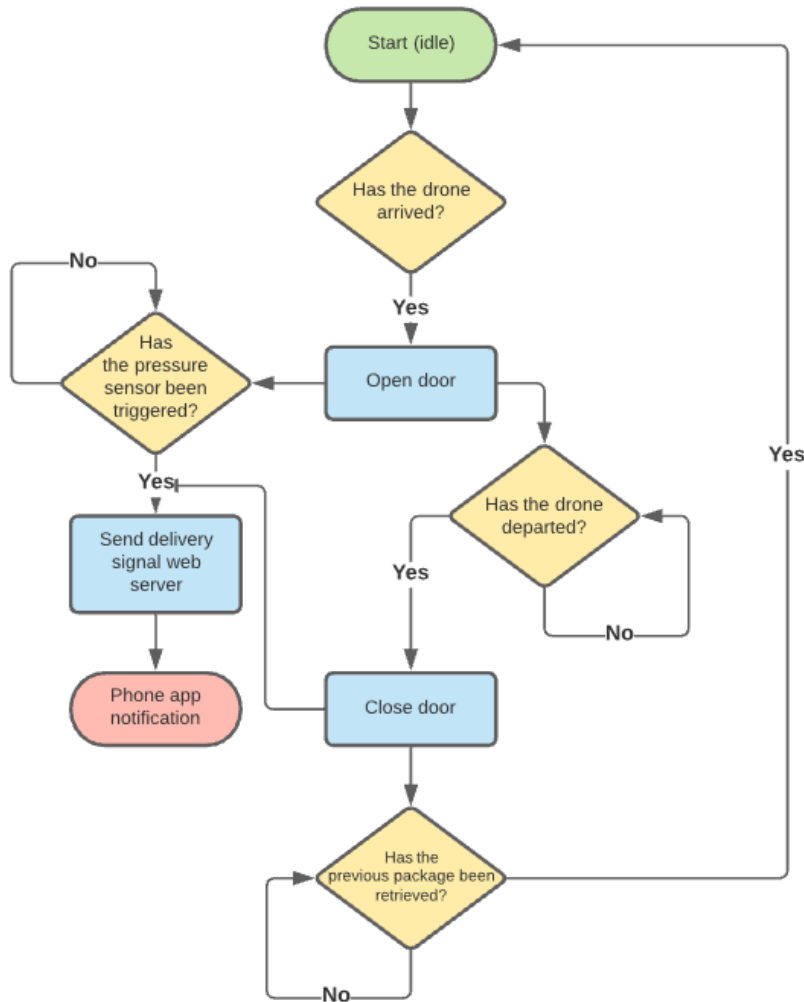 Start (idle)
Has the drone
arrived?
Yes
No
Has
the pressure
sensor been
triggered?
Open door
Yes
Yes
Has the drone
departed?
Send delivery
signal web
server
Yes
No
Phone app
notification
Close door
Has the
previous package been
retrieved?
No